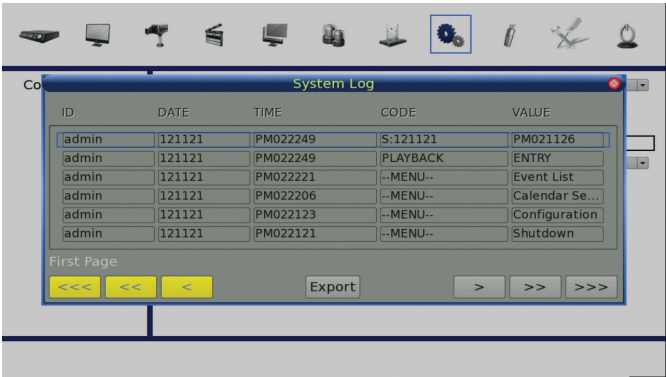 System Log
Co
ID DATE TIME CODE VALUE
admin 121121 PM022249 S:121121 PM021126
admin 121121 PM022249 PLAYBACK ENTRY
admin 121121 PM022221 --MENU-- Event List
admin 121121 PM022206 --MENU-- Calendar Se...
admin 121121 PM022123 --MENU-- Configuration
admin 121121 PM022121 --MENU-- Shutdown
First Page
<<< << < Export > >> >>>